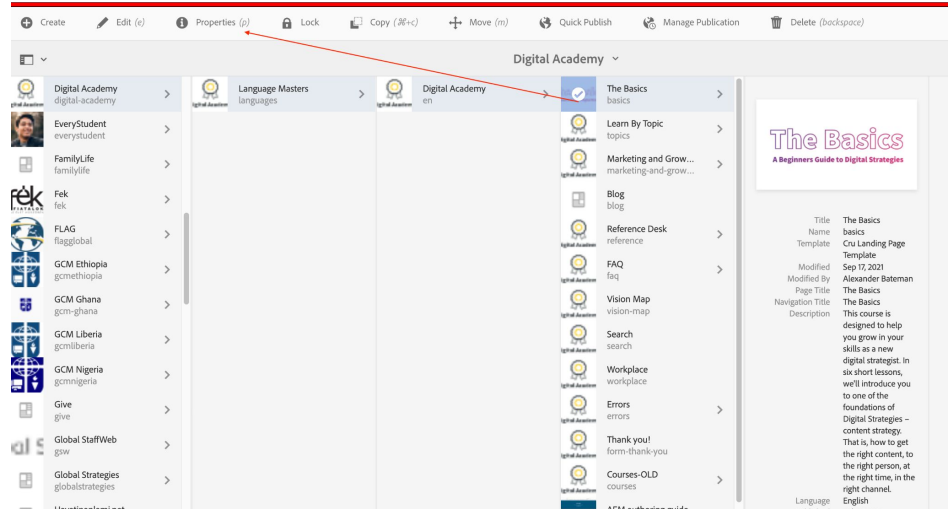 Create
Edit (e)
Properties (p)
Lock
Copy (⌘+c)
Move (m)
Quick Publish
Manage Publication
Delete (backspace)
Digital Academy
Digital Academy
digital-academy
EveryStudent
everystudent
FamilyLife
familylife
Fek
fek
FLAG
flagglobal
GCM Ethiopia
gcmethiopia
GCM Ghana
gcm-ghana
GCM Liberia
gcmliberia
GCM Nigeria
gcmnigeria
Give
give
Global StaffWeb
gsw
Global Strategies
globalstrategies
Language Masters
languages
Digital Academy
en
The Basics
basics
Learn By Topic
topics
Marketing and Grow...
marketing-and-grow...
Blog
blog
Reference Desk
reference
FAQ
faq
Vision Map
vision-map
Search
search
Workplace
workplace
Errors
errors
Thank you!
form-thank-you
Courses-OLD
courses
AEM authoring guide
The Basics
A Beginners Guide to Digital Strategies
Title The Basics
Name basics
Template Cru Landing Page
Template
Modified Sep 17, 2021
Modified By Alexander Bateman
Page Title The Basics
Navigation Title The Basics
Description This course is
designed to help
you grow in your
skills as a new
digital strategist. In
six short lessons,
we'll introduce you
to one of the
foundations of
Digital Strategies –
content strategy.
That is, how to get
the right content, to
the right person, at
the right time, in the
right channel.
Language English